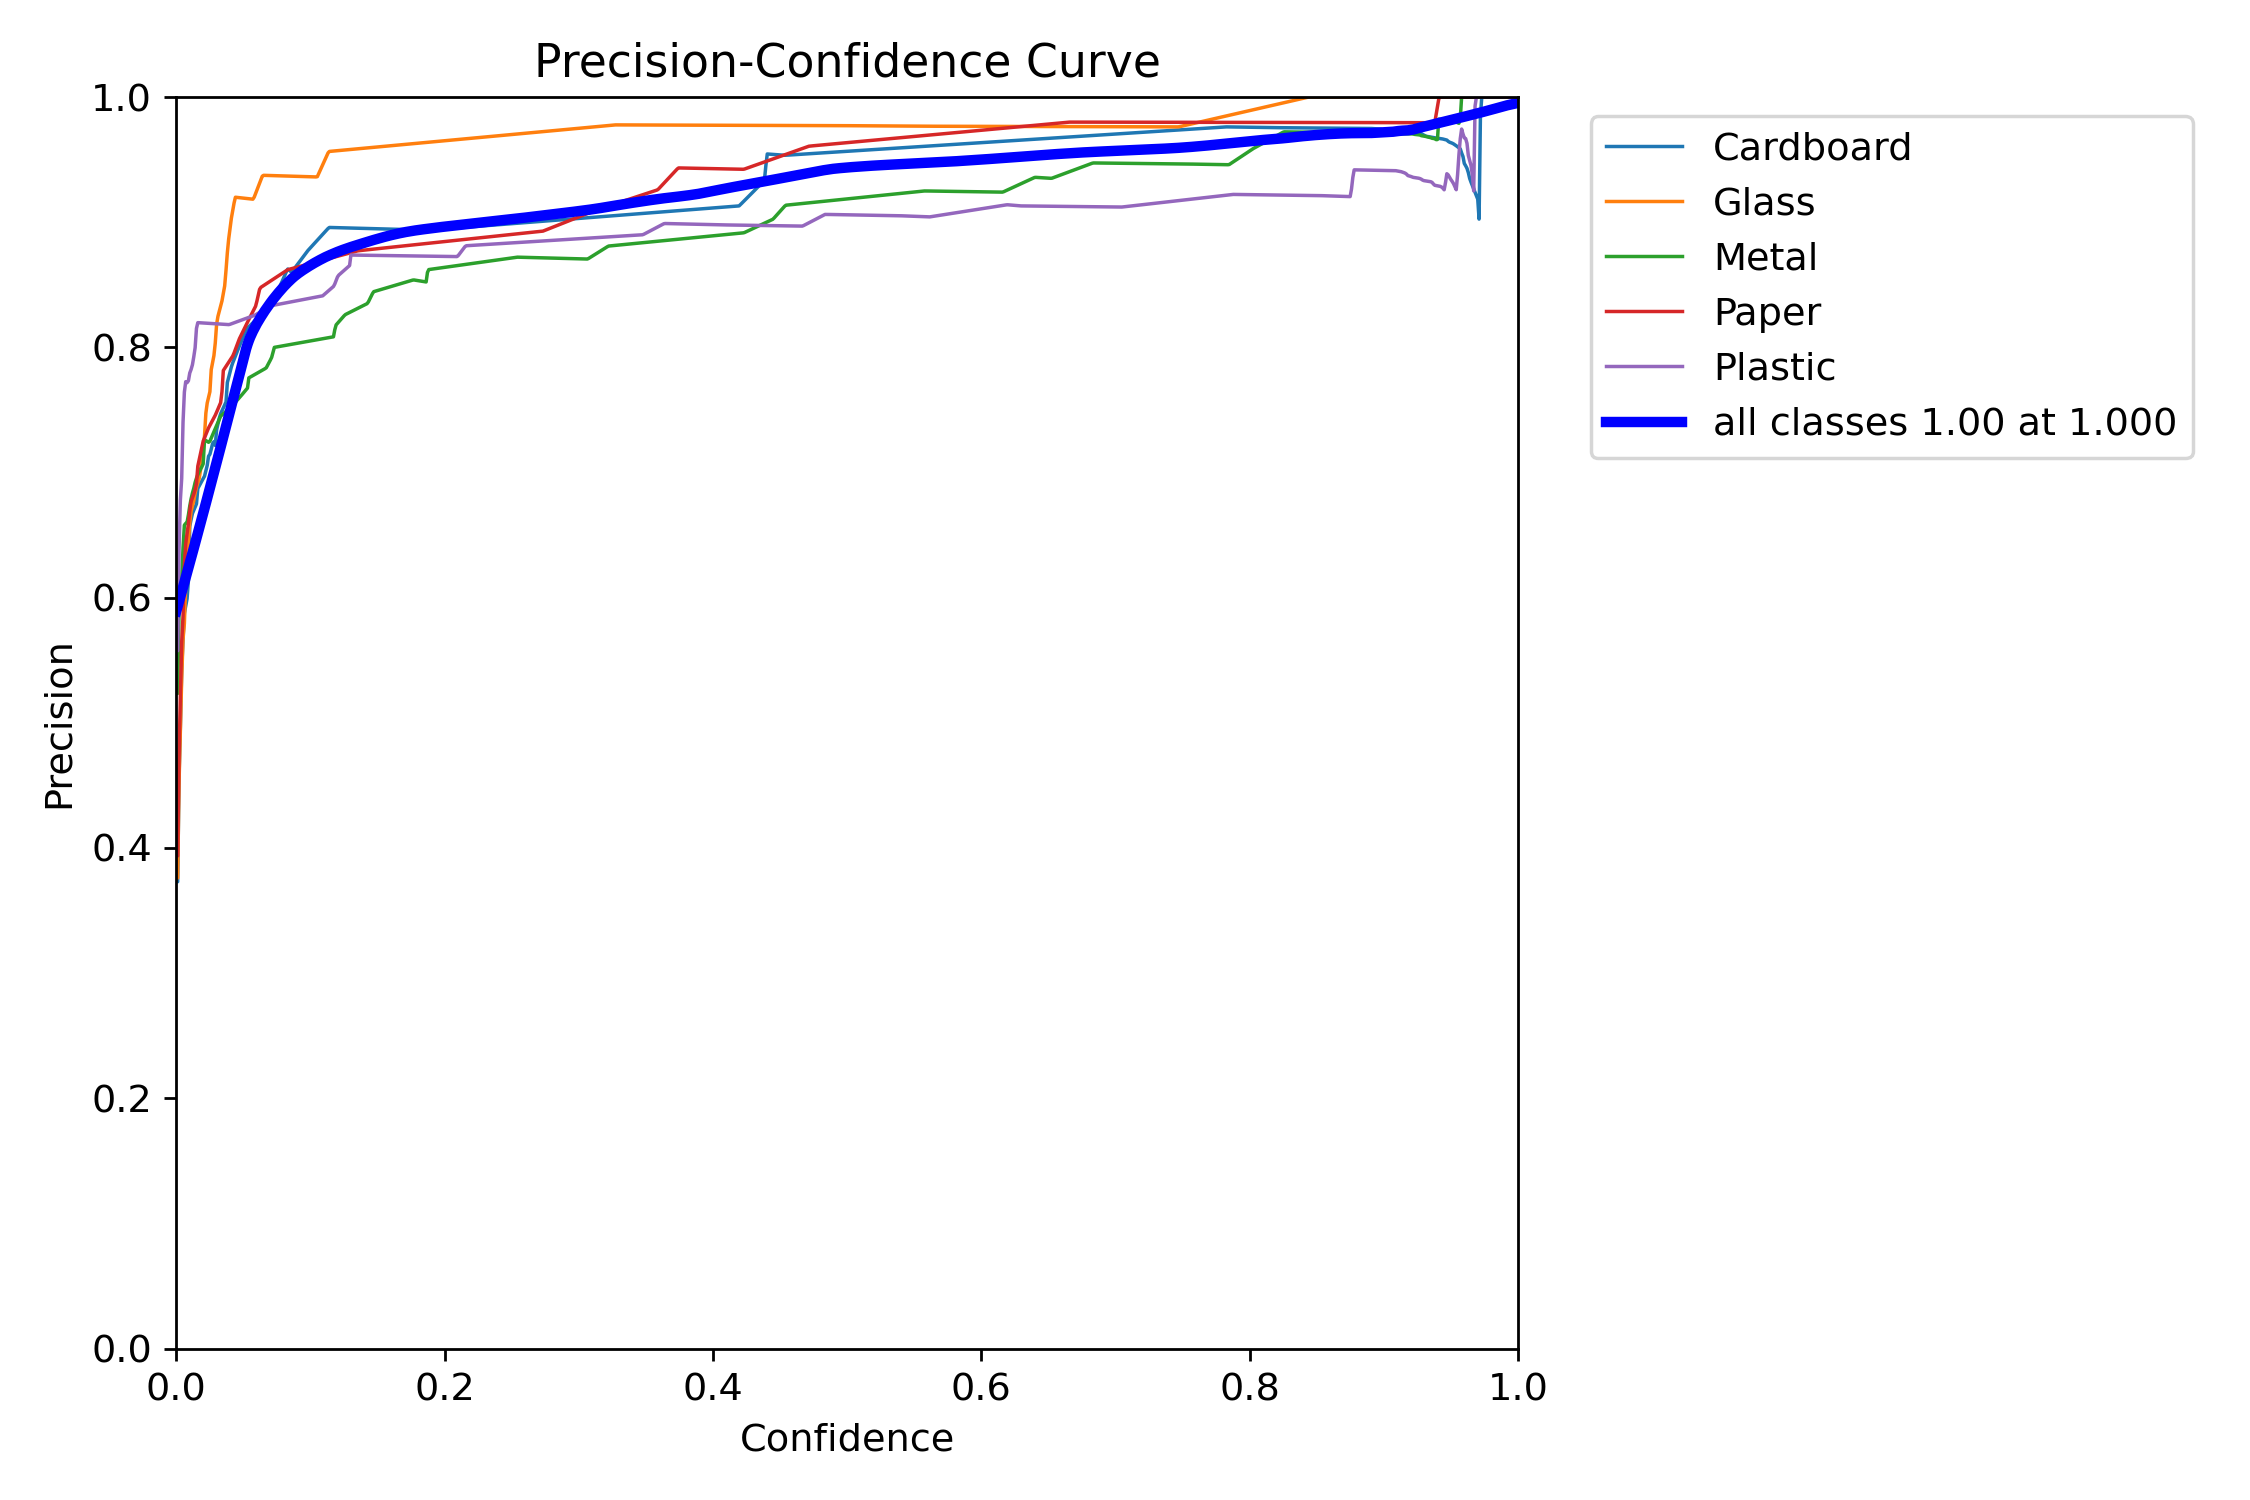 Precision-Confidence Curve
1.0
0.8
0.6
0.4
0.2
0.0
Precision
0.0 0.2 0.4 0.6 0.8 1.0
Confidence
Cardboard
Glass
Metal
Paper
Plastic
all classes 1.00 at 1.000